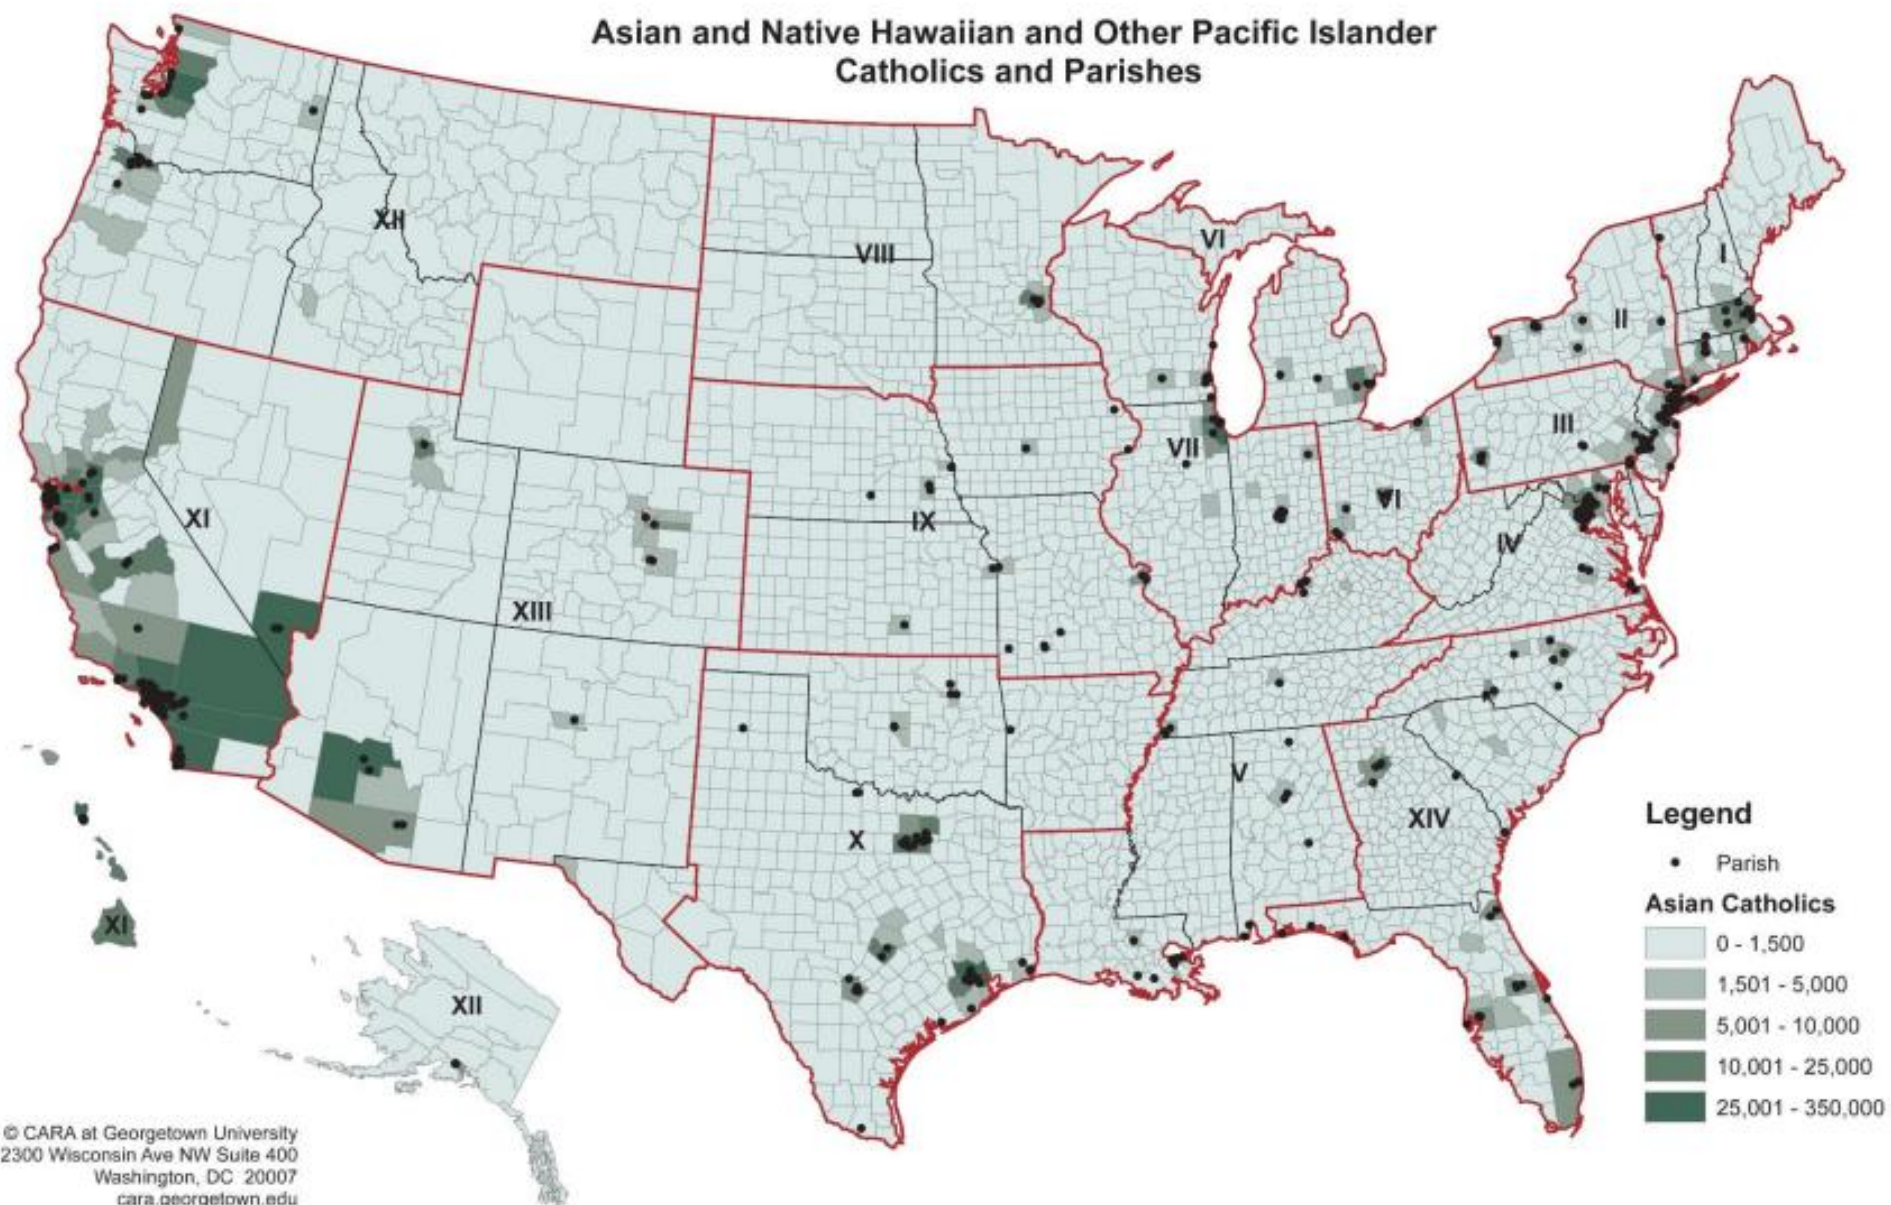 Asian and Native Hawaiian and Other Pacific Islander
Catholics and Parishes
XII
VIII
VI
I
II
III
VII
VI
IV
XI
IX
XIII
V
X
XIV
XI
XII
Legend
Parish
Asian Catholics
0 - 1,500
1,501 - 5,000
5,001 - 10,000
10,001 - 25,000
25,001 - 350,000
© CARA at Georgetown University
2300 Wisconsin Ave NW Suite 400
Washington, DC 20007
cara.georgetown.edu